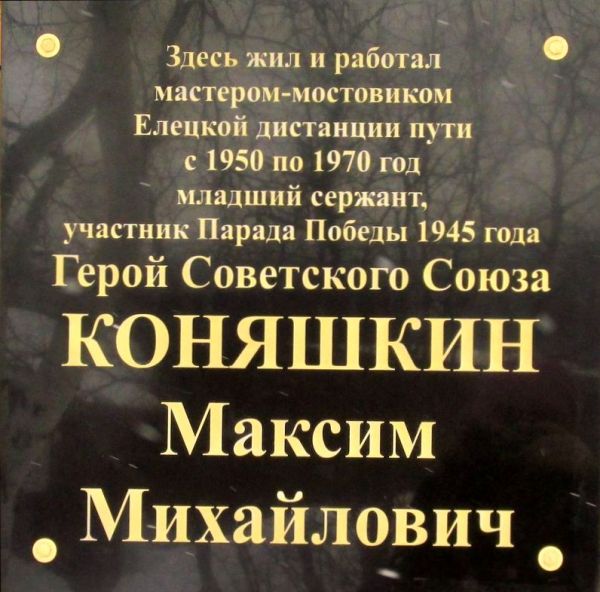 Здесь жил и работал
мастером-мостовиком
Елецкой дистанции пути
с 1950 по 1970 год
младший сержант,
участник Парада Победы 1945 года
Герой Советского Союза
КОНЯШКИН
Максим
Михайлович